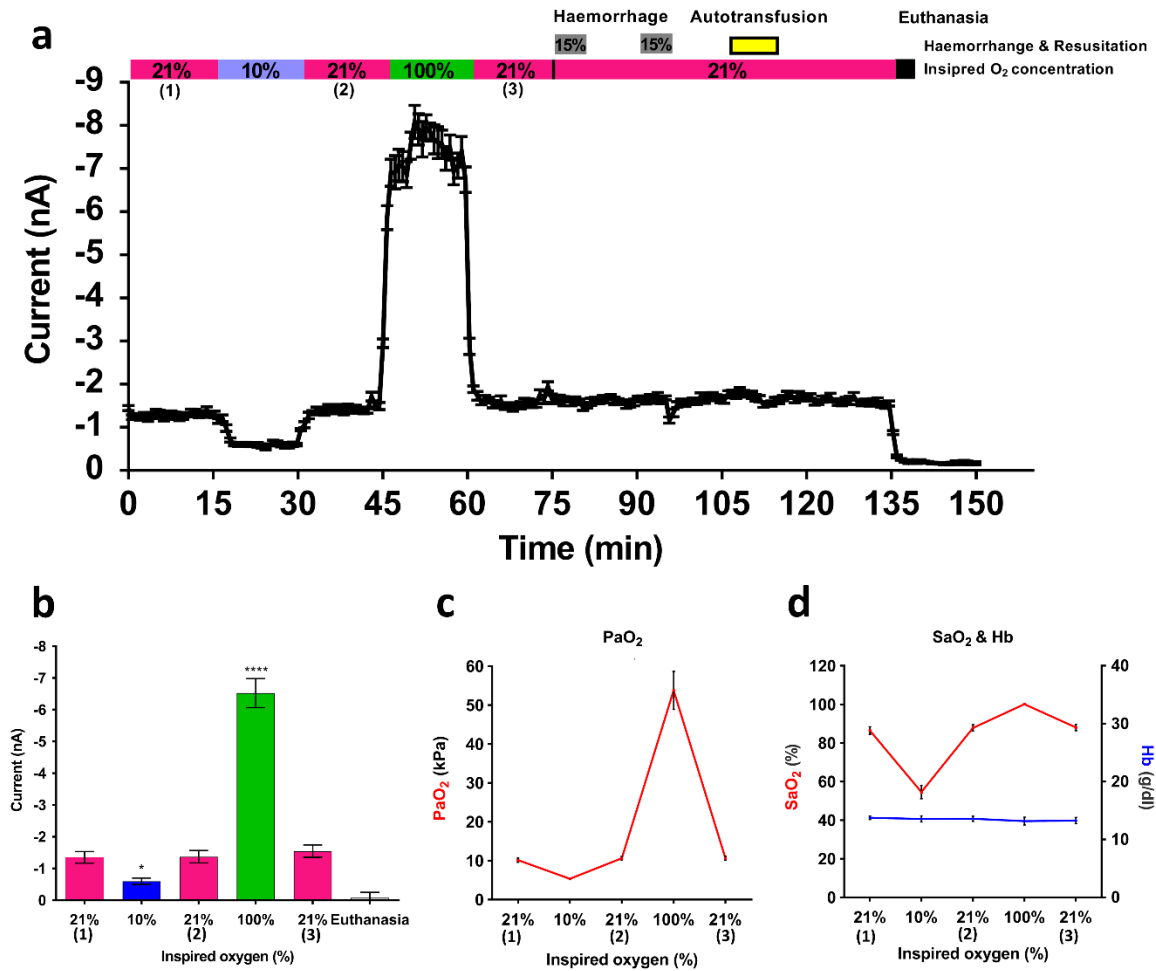 a
Haemorrhage Autotransfusion Euthanasia
15% 15% Haemorrhange & Resusitation
21% 10% 21% 100% 21% 21% Insipred O₂ concentration
(1) (2) (3)
-9
-8
-7
-6
-5
-4
-3
-2
-1
0
Current (nA)
0 15 30 45 60 75 90 105 120 135 150
Time (min)
b
-8
-7
-6
-5
-4
-3
-2
-1
0
Current (nA)
****
*
21% 10% 21% 100% 21% Euthanasia
(1) (2) (3)
Inspired oxygen (%)
c
PaO₂
60
50
40
30
20
10
0
PaO₂ (kPa)
21% 10% 21% 100% 21%
(1) (2) (3)
Inspired oxygen (%)
d
SaO₂ & Hb
120
100
80
60
40
20
0
SaO₂ (%)
40
30
20
10
0
Hb (g/dl)
21% 10% 21% 100% 21%
(1) (2) (3)
Inspired oxygen (%)